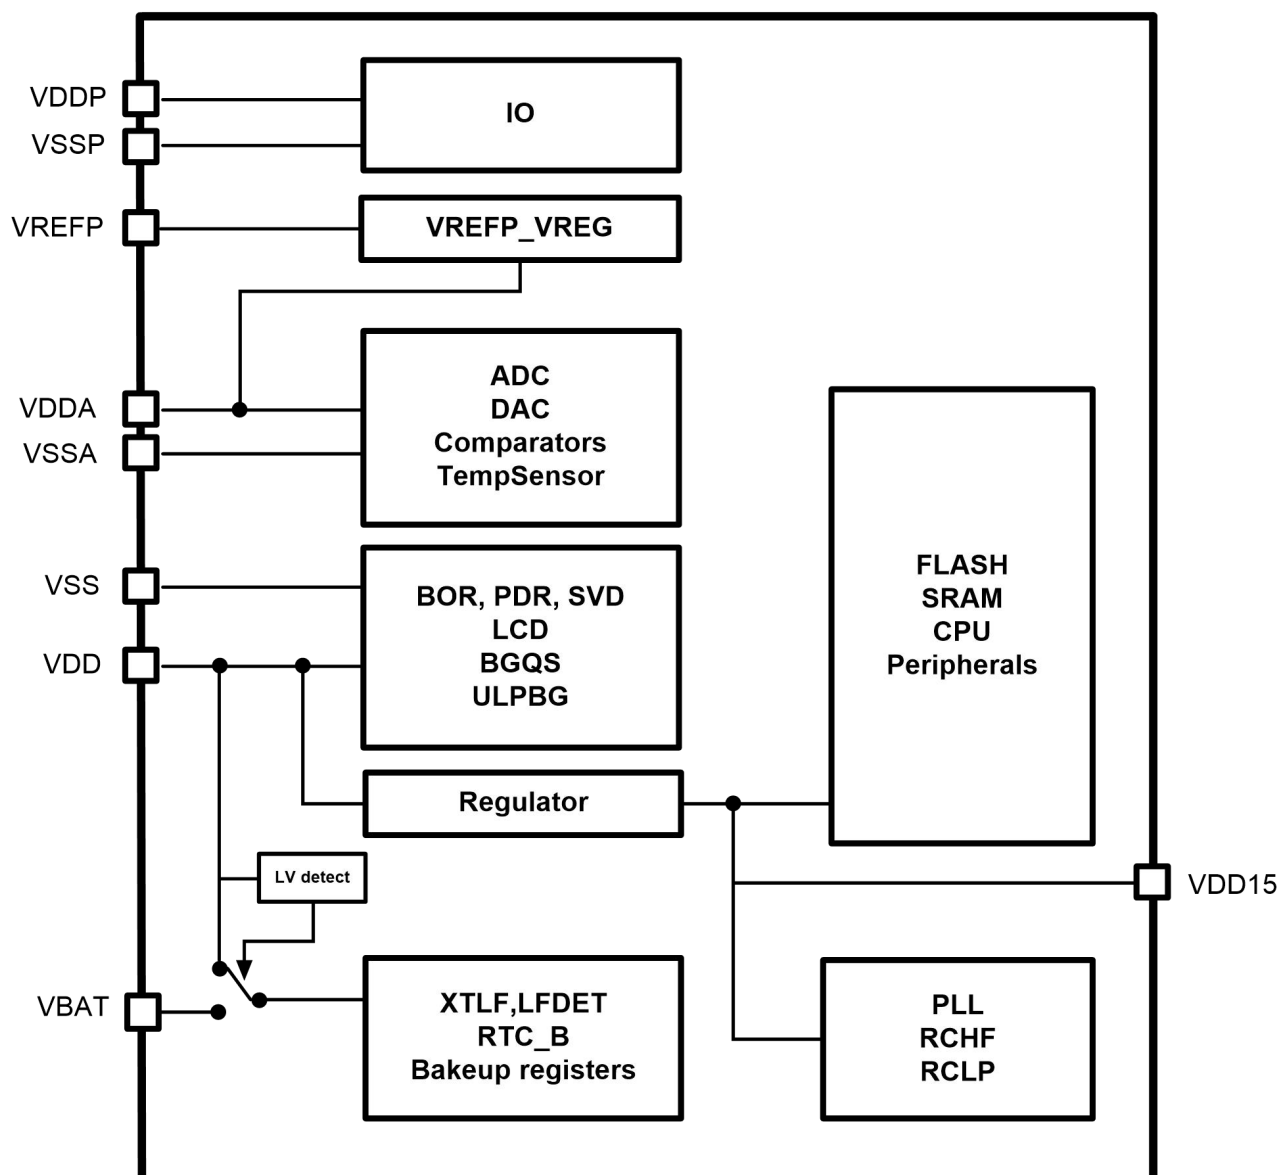 VDDP
IO
VSSP
VREFP
VREFP_VREG
ADC
DAC
Comparators
TempSensor
VDDA
VSSA
VSS
BOR, PDR, SVD
LCD
BGQS
ULPBG
VDD
FLASH
SRAM
CPU
Peripherals
Regulator
LV detect
VDD15
VBAT
XTLF,LFDET
RTC_B
Bakeup registers
PLL
RCHF
RCLP